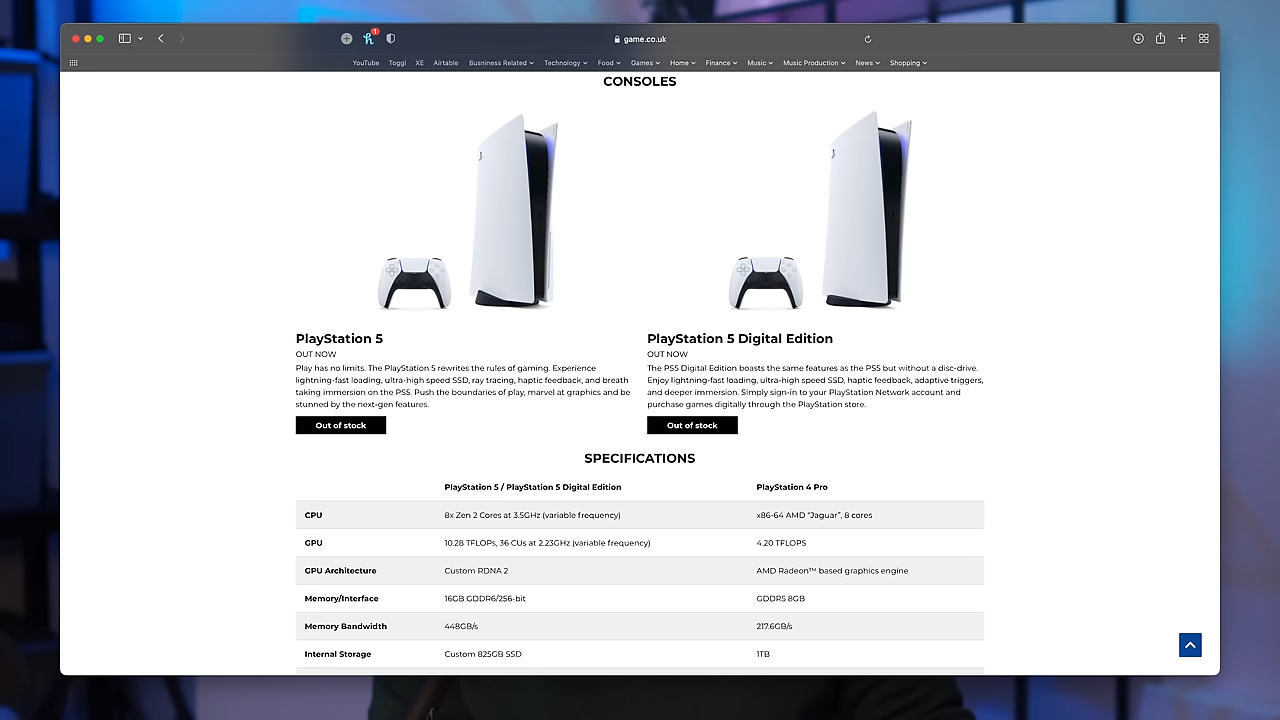 1
game.co.uk
YouTube Toggl XE Airtable Busniness Related Technology Food Games Home Finance Music Music Production News Shopping
CONSOLES
PlayStation 5
OUT NOW
Play has no limits. The PlayStation 5 rewrites the rules of gaming. Experience
lightning-fast loading, ultra-high speed SSD, ray tracing, haptic feedback, and breath
taking immersion on the PS5. Push the boundaries of play, marvel at graphics and be
stunned by the next-gen features.
Out of stock
PlayStation 5 Digital Edition
OUT NOW
The PS5 Digital Edition boasts the same features as the PS5 but without a disc-drive.
Enjoy lightning-fast loading, ultra-high speed SSD, haptic feedback, adaptive triggers,
and deeper immersion. Simply sign-in to your PlayStation Network account and
purchase games digitally through the PlayStation store.
Out of stock
SPECIFICATIONS
PlayStation 5 / PlayStation 5 Digital Edition PlayStation 4 Pro
CPU 8x Zen 2 Cores at 3.5GHz (variable frequency) x86-64 AMD “Jaguar”, 8 cores
GPU 10.28 TFLOPs, 36 CUs at 2.23GHz (variable frequency) 4.20 TFLOPS
GPU Architecture Custom RDNA 2 AMD Radeon™ based graphics engine
Memory/Interface 16GB GDDR6/256-bit GDDR5 8GB
Memory Bandwidth 448GB/s 217.6GB/s
Internal Storage Custom 825GB SSD 1TB